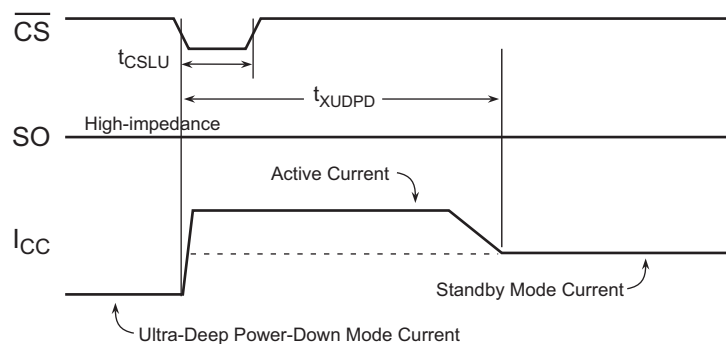 CS
tCSLU
tXUDPD
High-impedance
SO
Active Current
ICC
Standby Mode Current
Ultra-Deep Power-Down Mode Current